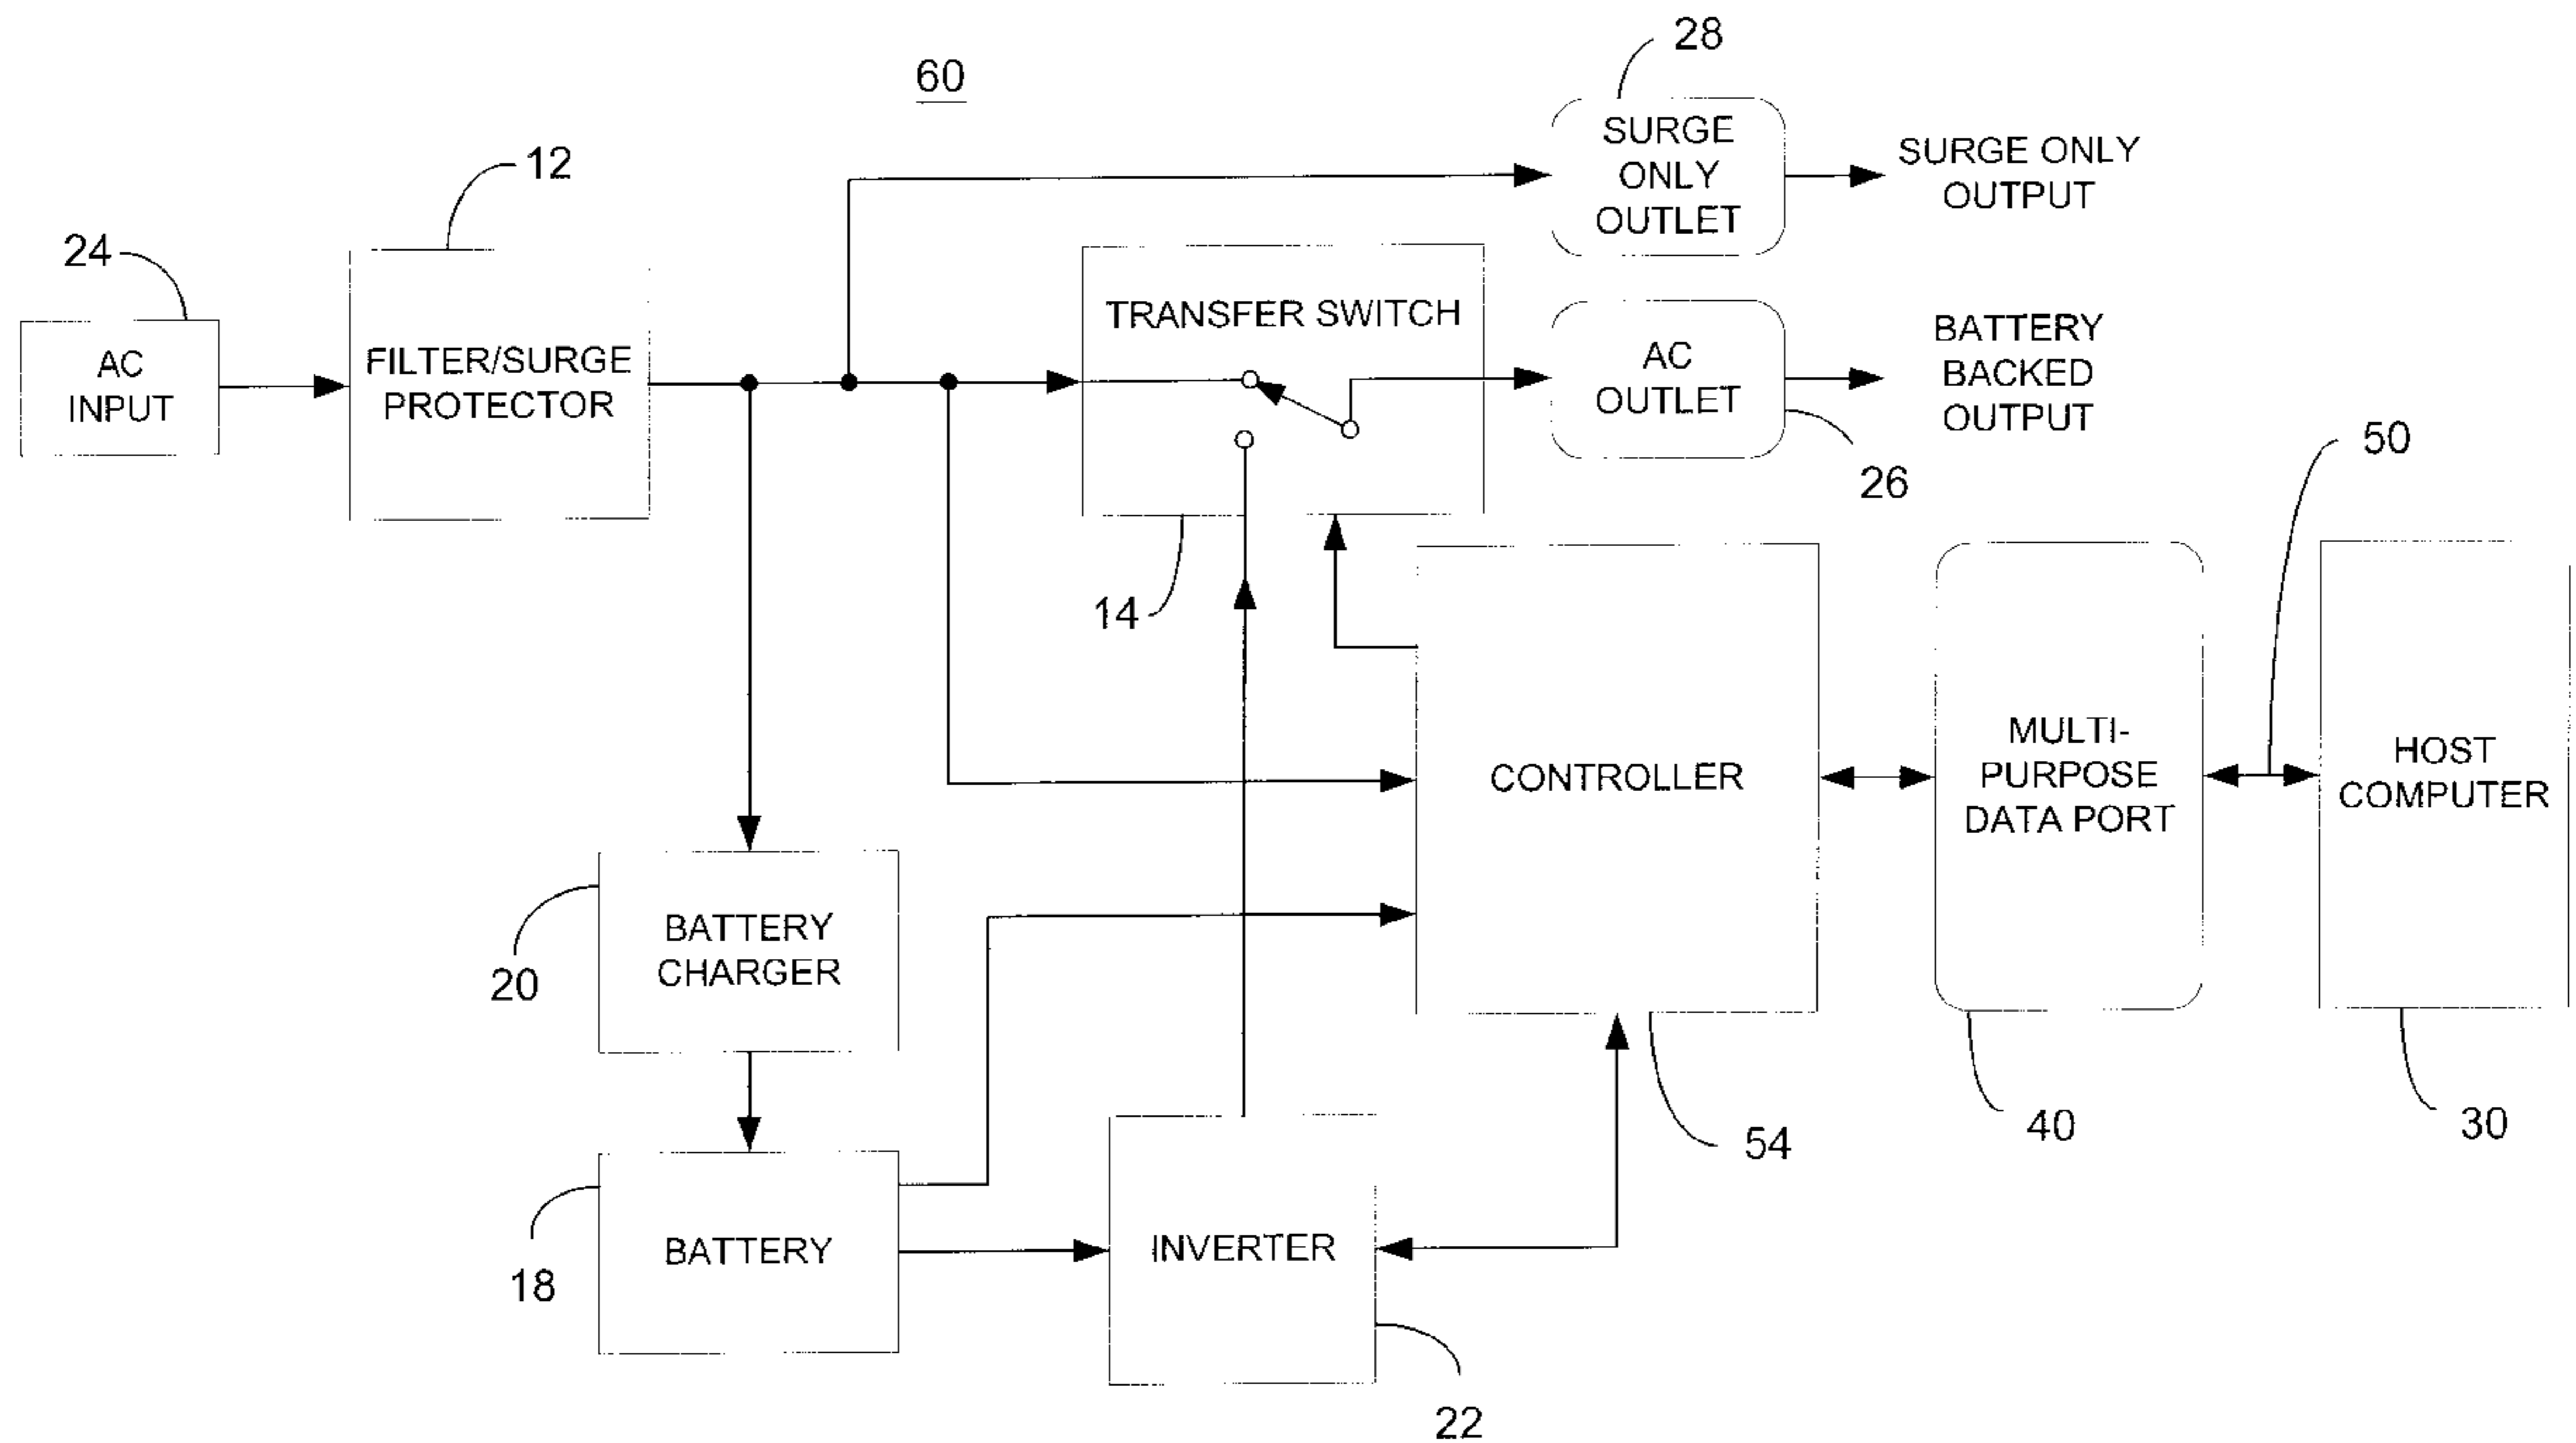 60
28
SURGE
ONLY
OUTLET
SURGE ONLY
OUTPUT
12
24
AC
INPUT
FILTER/SURGE
PROTECTOR
TRANSFER SWITCH
AC
OUTLET
BATTERY
BACKED
OUTPUT
26
50
14
CONTROLLER
MULTI-
PURPOSE
DATA PORT
HOST
COMPUTER
BATTERY
CHARGER
20
BATTERY
18
INVERTER
22
54
40
30